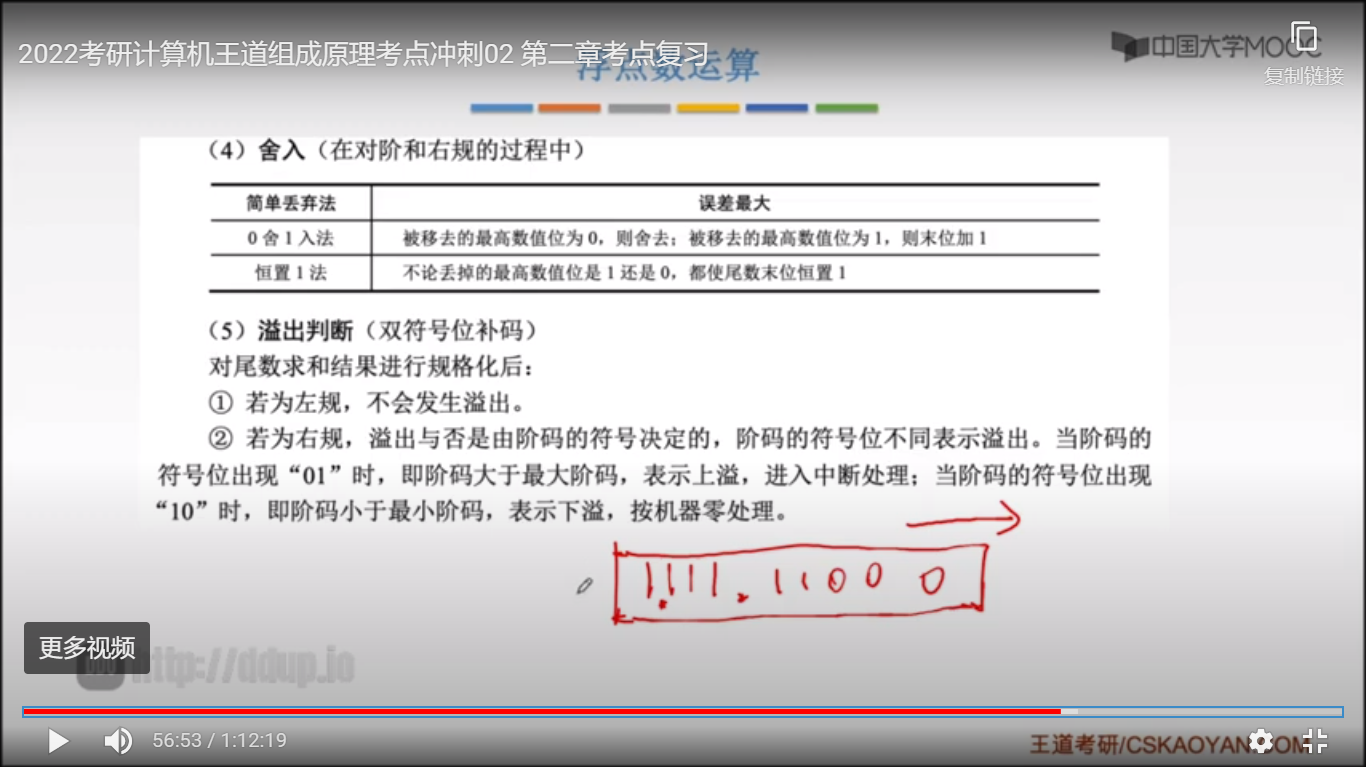 2022考研计算机王道组成原理考点冲刺02 第二章考点复习
中国大学MOOC
浮点数运算
复制链接
（4）舍入（在对阶和右规的过程中）
简单丢弃法 误差最大
0 舍 1 入法 被移去的最高数值位为 0，则舍去；被移去的最高数值位为 1，则末位加 1
恒置 1 法 不论丢掉的最高数值位是 1 还是 0，都使尾数末位恒置 1
（5）溢出判断（双符号位补码）
对尾数求和结果进行规格化后：
① 若为左规，不会发生溢出。
② 若为右规，溢出与否是由阶码的符号决定的，阶码的符号位不同表示溢出。当阶码的
符号位出现“01”时，即阶码大于最大阶码，表示上溢，进入中断处理；当阶码的符号位出现
“10”时，即阶码小于最小阶码，表示下溢，按机器零处理。
1111.11000
更多视频
http://ddup.io
56:53 / 1:12:19
王道考研/CSKAOYAN.COM